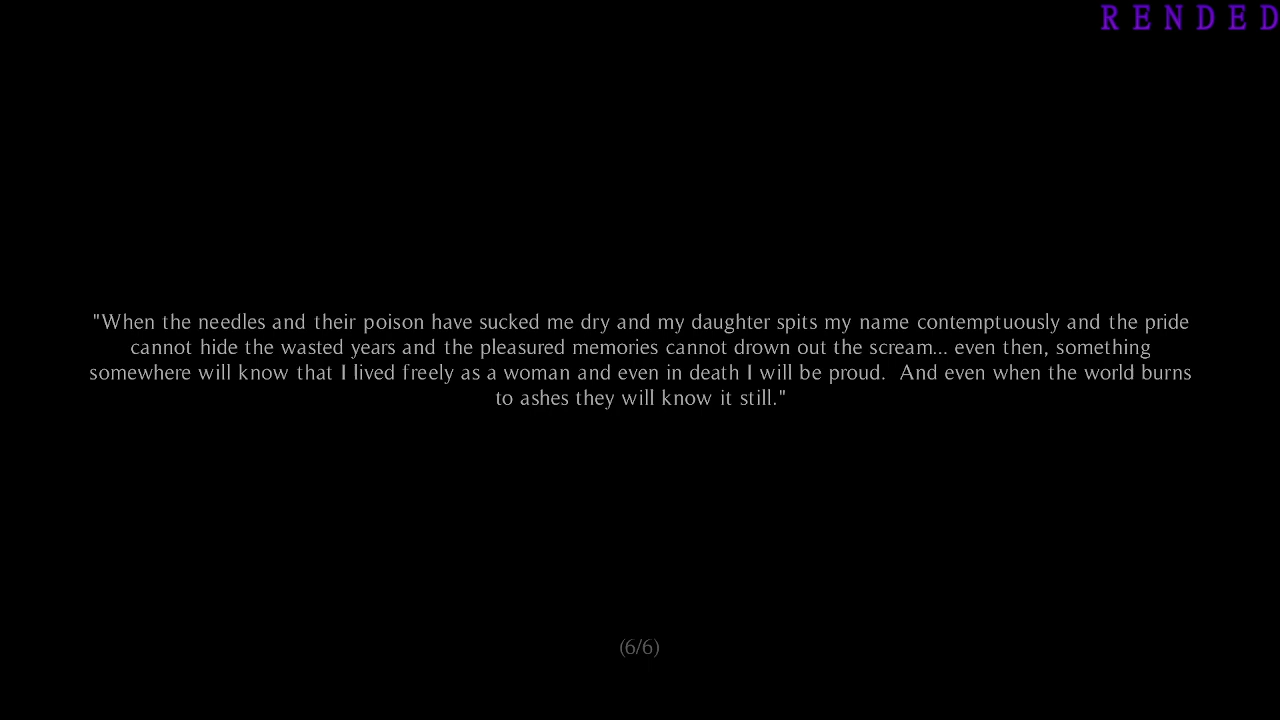 R E N D E D
"When the needles and their poison have sucked me dry and my daughter spits my name contemptuously and the pride
cannot hide the wasted years and the pleasured memories cannot drown out the scream... even then, something
somewhere will know that I lived freely as a woman and even in death I will be proud.  And even when the world burns
to ashes they will know it still."
(6/6)